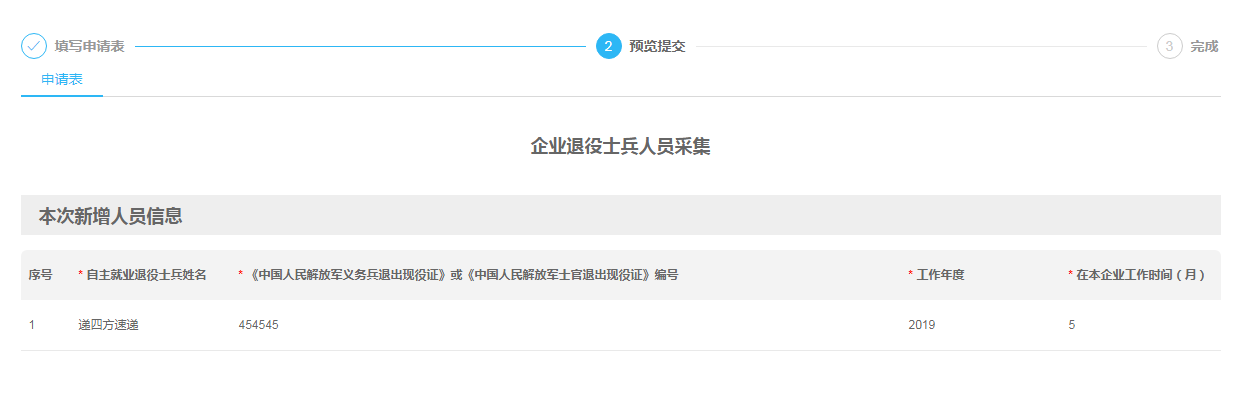 填写申请表 2 预览提交 3 完成
申请表
企业退役士兵人员采集
本次新增人员信息
序号 * 自主就业退役士兵姓名 * 《中国人民解放军义务兵退出现役证》或《中国人民解放军士官退出现役证》编号 * 工作年度 * 在本企业工作时间（月）
1 递四方速递 454545 2019 5